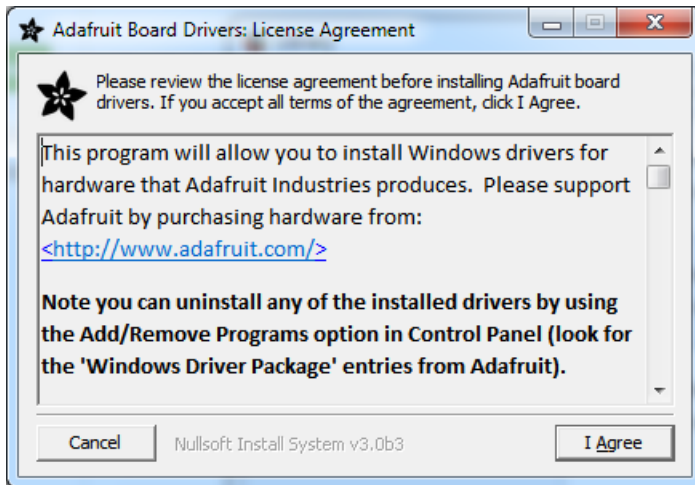 Adafruit Board Drivers: License Agreement
Please review the license agreement before installing Adafruit board
drivers. If you accept all terms of the agreement, click I Agree.
This program will allow you to install Windows drivers for
hardware that Adafruit Industries produces.  Please support
Adafruit by purchasing hardware from:
<http://www.adafruit.com/>
Note you can uninstall any of the installed drivers by using
the Add/Remove Programs option in Control Panel (look for
the 'Windows Driver Package' entries from Adafruit).
Cancel
Nullsoft Install System v3.0b3
I Agree